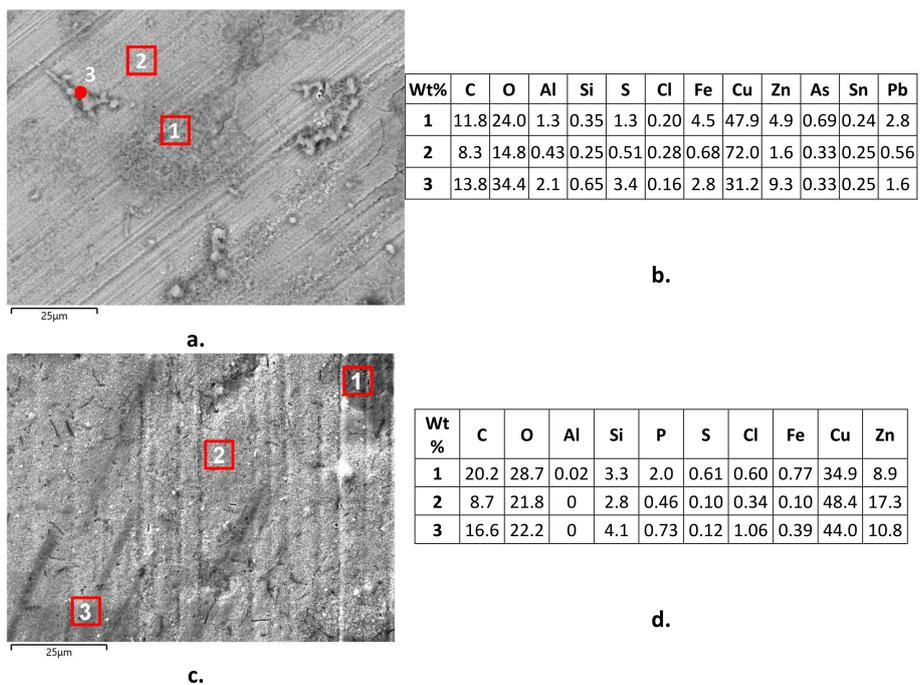 2
3
1
25µm
a.
Wt% C O Al Si S Cl Fe Cu Zn As Sn Pb
1 11.8 24.0 1.3 0.35 1.3 0.20 4.5 47.9 4.9 0.69 0.24 2.8
2 8.3 14.8 0.43 0.25 0.51 0.28 0.68 72.0 1.6 0.33 0.25 0.56
3 13.8 34.4 2.1 0.65 3.4 0.16 2.8 31.2 9.3 0.33 0.25 1.6
b.
1
2
3
25µm
c.
Wt
% C O Al Si P S Cl Fe Cu Zn
1 20.2 28.7 0.02 3.3 2.0 0.61 0.60 0.77 34.9 8.9
2 8.7 21.8 0 2.8 0.46 0.10 0.34 0.10 48.4 17.3
3 16.6 22.2 0 4.1 0.73 0.12 1.06 0.39 44.0 10.8
d.